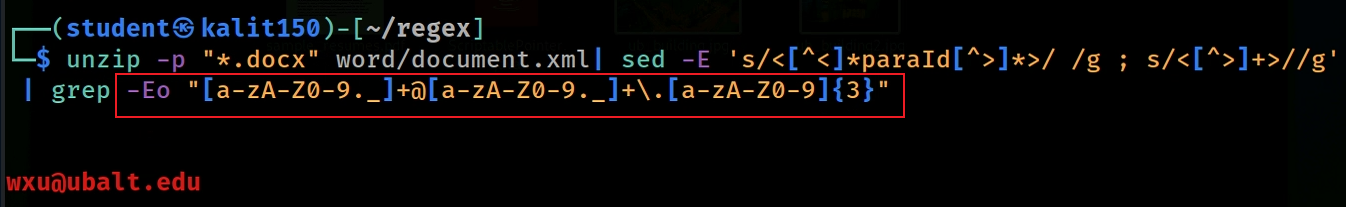 ┌──(student㉿kalit150)-[~/regex]
└─$ unzip -p "*.docx" word/document.xml| sed -E 's/<[^<]*paraId[^>]*>/ /g ; s/<[^>]+>//g'
| grep -Eo "[a-zA-Z0-9._]+@[a-zA-Z0-9._]+\.[a-zA-Z0-9]{3}"
wxu@ubalt.edu